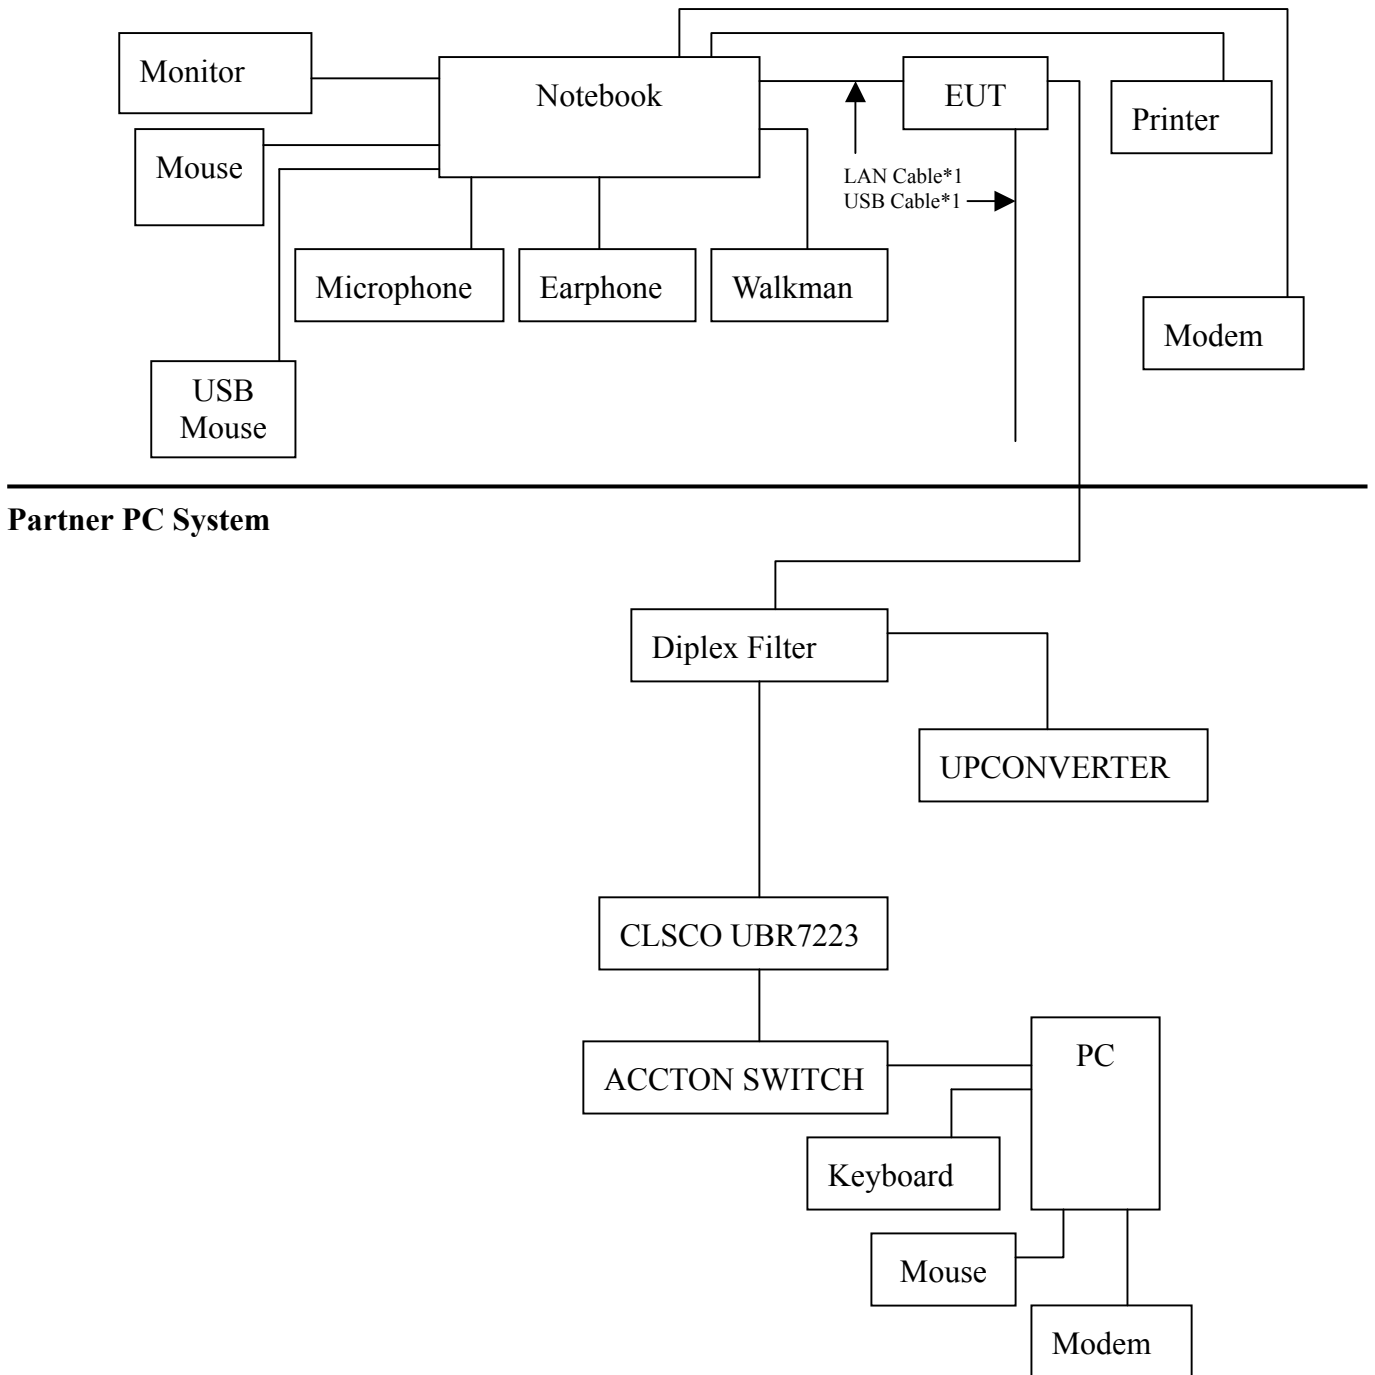 Monitor
Notebook
EUT
Printer
Mouse
LAN Cable*1
USB Cable*1
Microphone
Earphone
Walkman
Modem
USB
Mouse
Partner PC System
Diplex Filter
UPCONVERTER
CLSCO UBR7223
ACCTON SWITCH
PC
Keyboard
Mouse
Modem